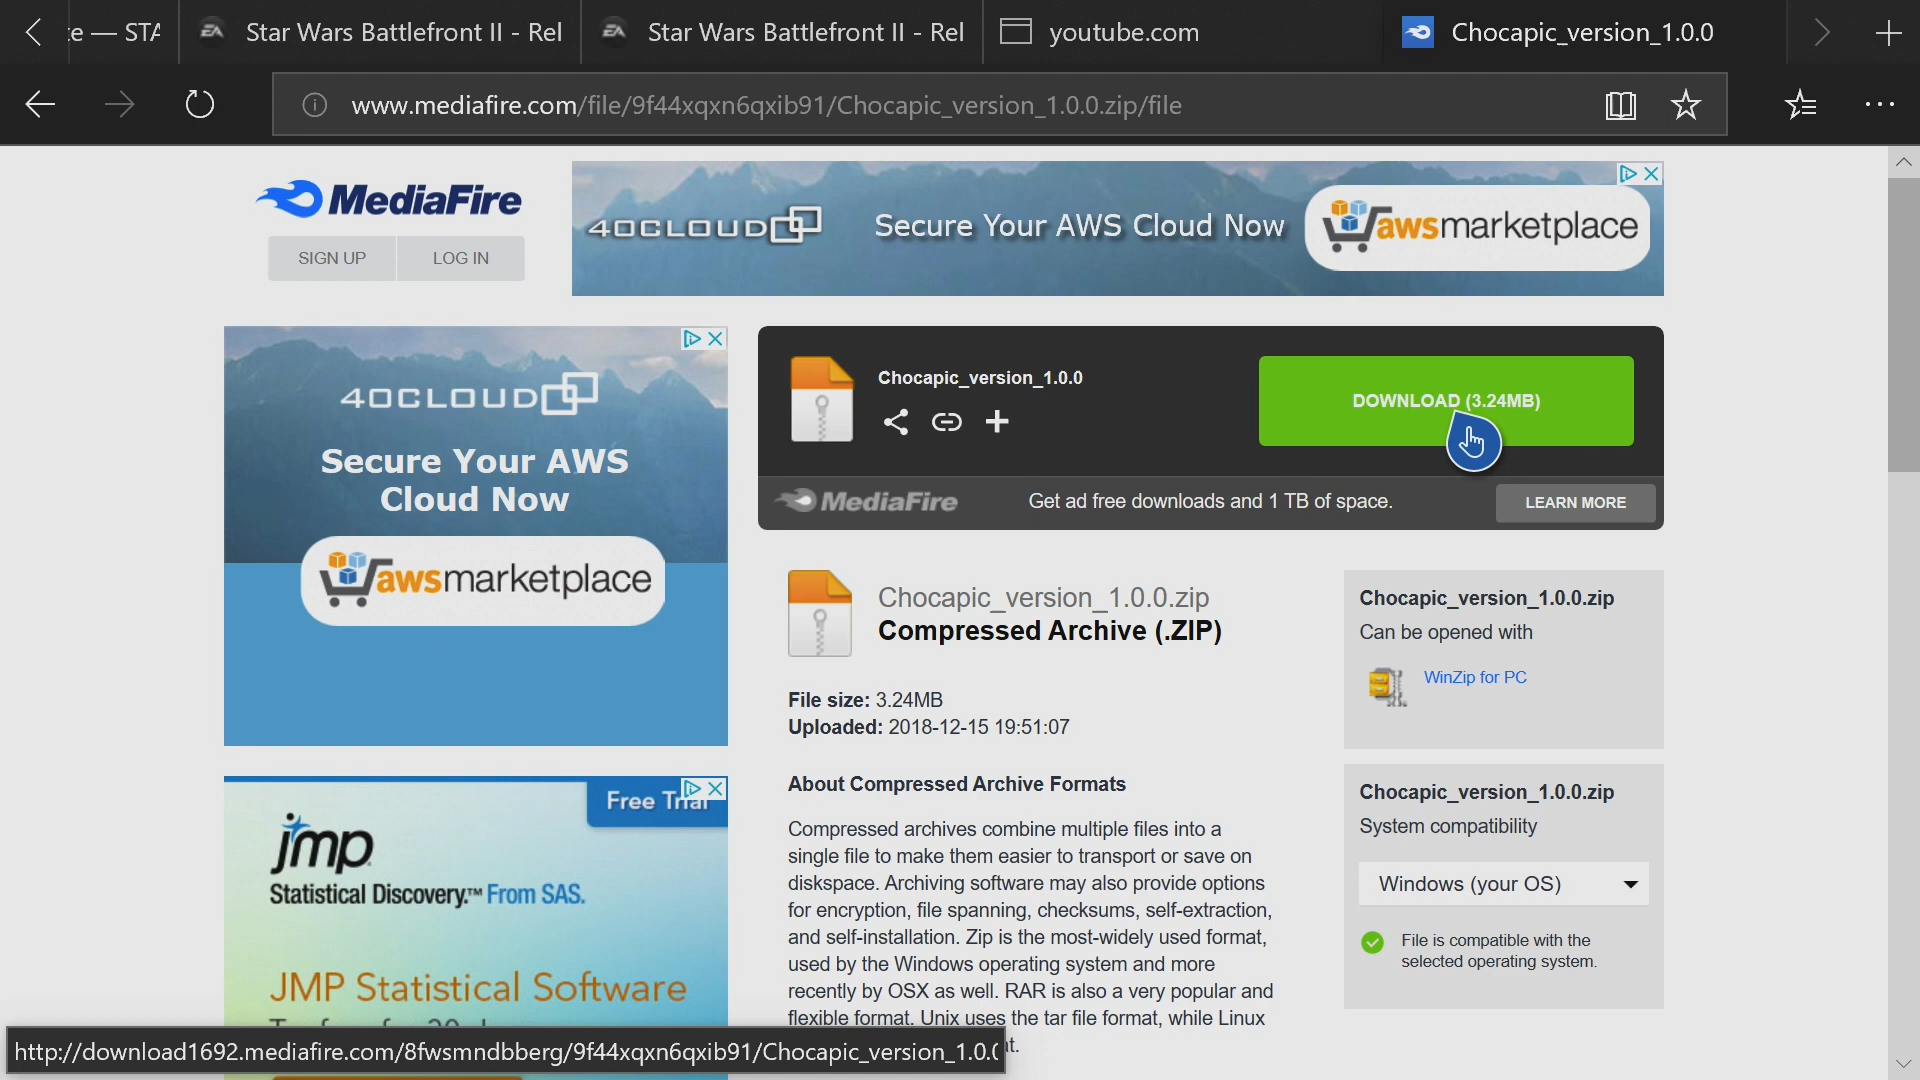 e — STA
Star Wars Battlefront II - Rel
Star Wars Battlefront II - Rel
youtube.com
Chocapic_version_1.0.0
www.mediafire.com/file/9f44xqxn6qxib91/Chocapic_version_1.0.0.zip/file
MediaFire
SIGN UP
LOG IN
40CLOUD
Secure Your AWS Cloud Now
awsmarketplace
40CLOUD
Secure Your AWS
Cloud Now
awsmarketplace
Chocapic_version_1.0.0
DOWNLOAD (3.24MB)
MediaFire
Get ad free downloads and 1 TB of space.
LEARN MORE
Chocapic_version_1.0.0.zip
Compressed Archive (.ZIP)
File size: 3.24MB
Uploaded: 2018-12-15 19:51:07
About Compressed Archive Formats
Compressed archives combine multiple files into a
single file to make them easier to transport or save on
diskspace. Archiving software may also provide options
for encryption, file spanning, checksums, self-extraction,
and self-installation. Zip is the most-widely used format,
used by the Windows operating system and more
recently by OSX as well. RAR is also a very popular and
flexible format. Unix uses the tar file format, while Linux
Chocapic_version_1.0.0.zip
Can be opened with
WinZip for PC
Chocapic_version_1.0.0.zip
System compatibility
Windows (your OS)
File is compatible with the
selected operating system.
Free Trial
jmp
Statistical Discovery.™ From SAS.
JMP Statistical Software
http://download1692.mediafire.com/8fwsmndbberg/9f44xqxn6qxib91/Chocapic_version_1.0.0